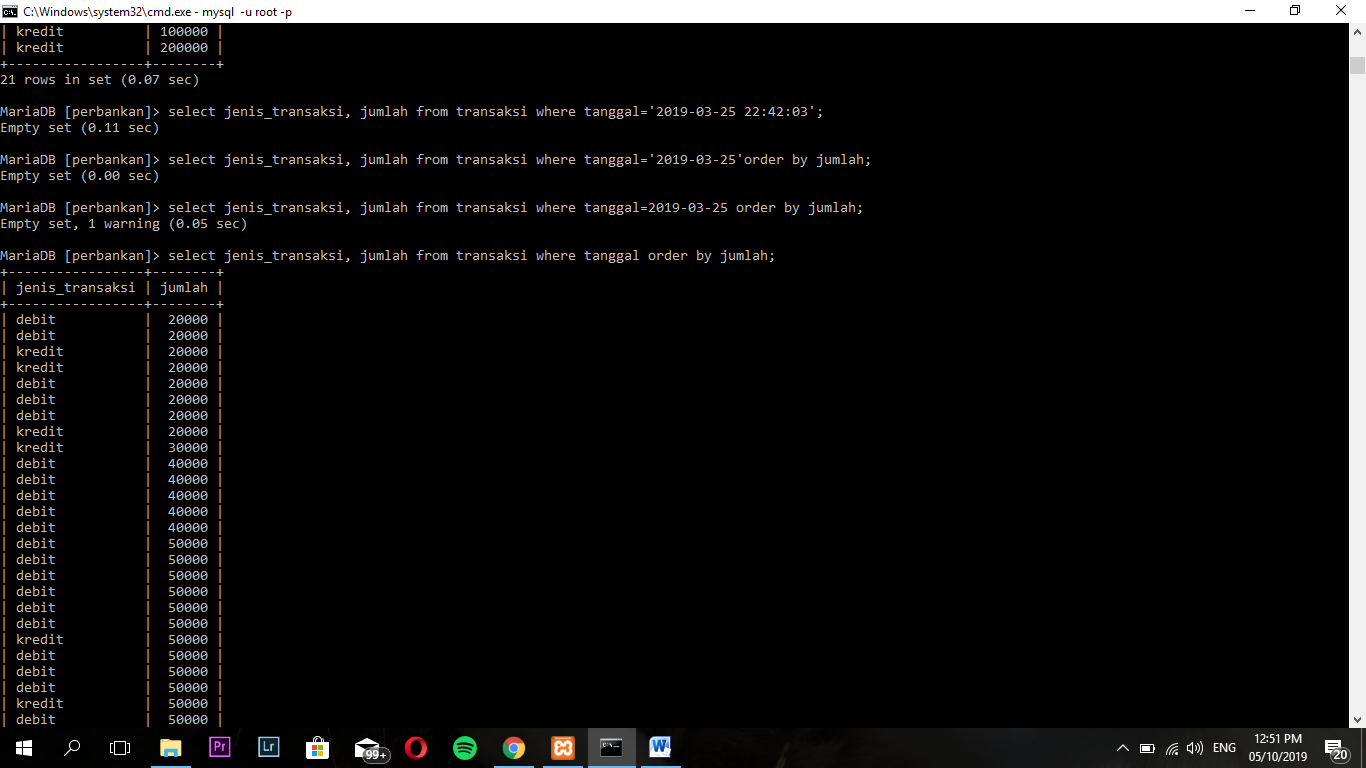 C:\Windows\system32\cmd.exe - mysql  -u root -p
| kredit          | 100000 |
| kredit          | 200000 |
+-----------------+--------+
21 rows in set (0.07 sec)
MariaDB [perbankan]> select jenis_transaksi, jumlah from transaksi where tanggal='2019-03-25 22:42:03';
Empty set (0.11 sec)
MariaDB [perbankan]> select jenis_transaksi, jumlah from transaksi where tanggal='2019-03-25'order by jumlah;
Empty set (0.00 sec)
MariaDB [perbankan]> select jenis_transaksi, jumlah from transaksi where tanggal=2019-03-25 order by jumlah;
Empty set, 1 warning (0.05 sec)
MariaDB [perbankan]> select jenis_transaksi, jumlah from transaksi where tanggal order by jumlah;
+-----------------+--------+
| jenis_transaksi | jumlah |
+-----------------+--------+
| debit           |  20000 |
| debit           |  20000 |
| kredit          |  20000 |
| kredit          |  20000 |
| debit           |  20000 |
| debit           |  20000 |
| debit           |  20000 |
| kredit          |  20000 |
| kredit          |  30000 |
| debit           |  40000 |
| debit           |  40000 |
| debit           |  40000 |
| debit           |  40000 |
| debit           |  40000 |
| debit           |  50000 |
| debit           |  50000 |
| debit           |  50000 |
| debit           |  50000 |
| debit           |  50000 |
| debit           |  50000 |
| kredit          |  50000 |
| debit           |  50000 |
| debit           |  50000 |
| debit           |  50000 |
| kredit          |  50000 |
| debit           |  50000 |
Pr
Lr
99+
W
ENG
12:51 PM
05/10/2019
20